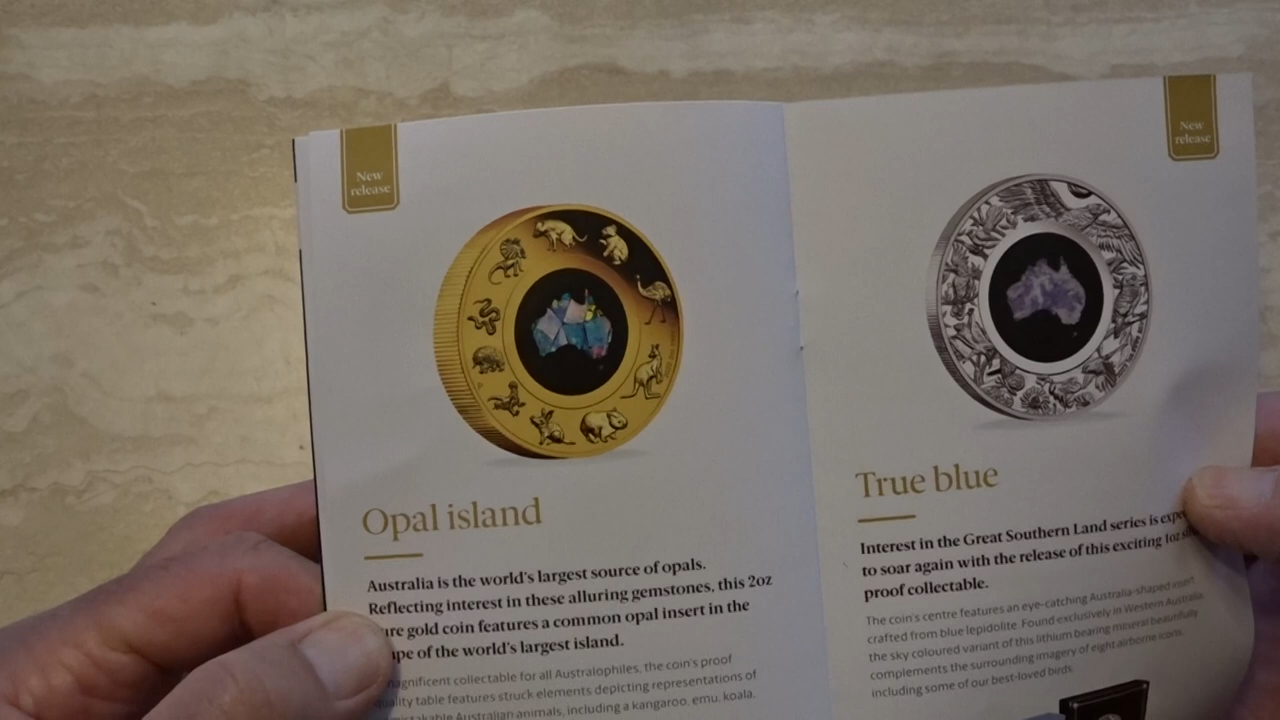 New
release
Opal island
Australia is the world's largest source of opals.
Reflecting interest in these alluring gemstones, this 2oz
gold coin features a common opal insert in the
of the world's largest island.
collectable for all Australophiles, the coin's proof
table features struck elements depicting representations of
Australian animals, including a kangaroo, emu, koala,
New
release
True blue
Interest in the Great Southern Land series is
to soar again with the release of this exciting 1oz
proof collectable.
The coin's centre features an eye-catching Australia-shaped insert
crafted from blue lepidolite. Found exclusively in Western Australia
the sky coloured variant of this lithium bearing mineral beautifully
complements the surrounding imagery of eight airborne icons,
including some of our best-loved birds.